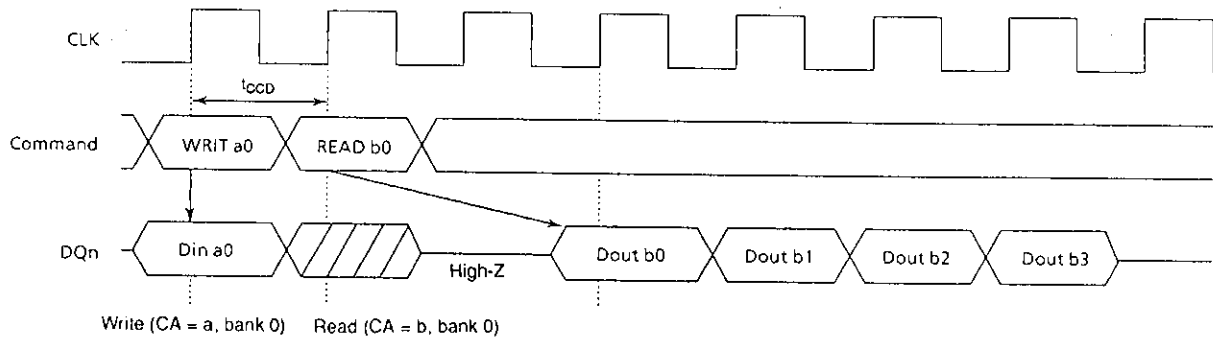 CLK
tCCD
Command
WRIT a0
READ b0
DQn
Din a0
High-Z
Dout b0
Dout b1
Dout b2
Dout b3
Write (CA = a, bank 0)
Read (CA = b, bank 0)